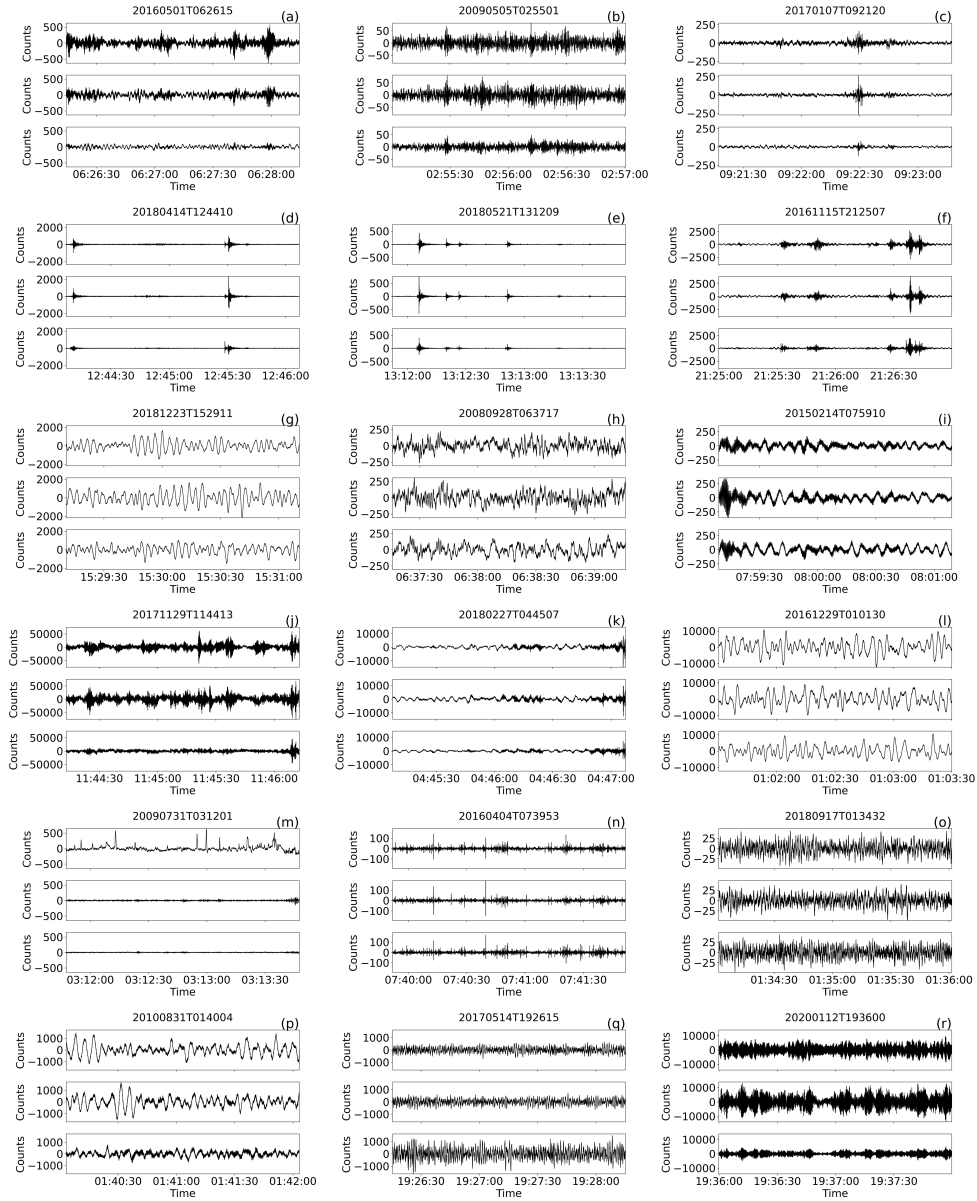 20160501T062615
(a)
Counts
500
0
−500
Counts
500
0
−500
Counts
500
0
−500
06:26:30 06:27:00 06:27:30 06:28:00
Time
20090505T025501
(b)
Counts
50
0
−50
Counts
50
0
−50
Counts
50
0
−50
02:55:30 02:56:00 02:56:30 02:57:00
Time
20170107T092120
(c)
Counts
250
0
−250
Counts
250
0
−250
Counts
250
0
−250
09:21:30 09:22:00 09:22:30 09:23:00
Time
20180414T124410
(d)
Counts
2000
0
−2000
Counts
2000
0
−2000
Counts
2000
0
−2000
12:44:30 12:45:00 12:45:30 12:46:00
Time
20180521T131209
(e)
Counts
500
0
−500
Counts
500
0
−500
Counts
500
0
−500
13:12:00 13:12:30 13:13:00 13:13:30
Time
20161115T212507
(f)
Counts
2500
0
−2500
Counts
2500
0
−2500
Counts
2500
0
−2500
21:25:00 21:25:30 21:26:00 21:26:30
Time
20181223T152911
(g)
Counts
2000
0
−2000
Counts
2000
0
−2000
Counts
2000
0
−2000
15:29:30 15:30:00 15:30:30 15:31:00
Time
20080928T063717
(h)
Counts
250
0
−250
Counts
250
0
−250
Counts
250
0
−250
06:37:30 06:38:00 06:38:30 06:39:00
Time
20150214T075910
(i)
Counts
250
0
−250
Counts
250
0
−250
Counts
250
0
−250
07:59:30 08:00:00 08:00:30 08:01:00
Time
20171129T114413
(j)
Counts
50000
0
−50000
Counts
50000
0
−50000
Counts
50000
0
−50000
11:44:30 11:45:00 11:45:30 11:46:00
Time
20180227T044507
(k)
Counts
10000
0
−10000
Counts
10000
0
−10000
Counts
10000
0
−10000
04:45:30 04:46:00 04:46:30 04:47:00
Time
20161229T010130
(l)
Counts
10000
0
−10000
Counts
10000
0
−10000
Counts
10000
0
−10000
01:02:00 01:02:30 01:03:00 01:03:30
Time
20090731T031201
(m)
Counts
500
0
−500
Counts
500
0
−500
Counts
500
0
−500
03:12:00 03:12:30 03:13:00 03:13:30
Time
20160404T073953
(n)
Counts
100
0
−100
Counts
100
0
−100
Counts
100
0
−100
07:40:00 07:40:30 07:41:00 07:41:30
Time
20180917T013432
(o)
Counts
25
0
−25
Counts
25
0
−25
Counts
25
0
−25
01:34:30 01:35:00 01:35:30 01:36:00
Time
20100831T014004
(p)
Counts
1000
0
−1000
Counts
1000
0
−1000
Counts
1000
0
−1000
01:40:30 01:41:00 01:41:30 01:42:00
Time
20170514T192615
(q)
Counts
1000
0
−1000
Counts
1000
0
−1000
Counts
1000
0
−1000
19:26:30 19:27:00 19:27:30 19:28:00
Time
20200112T193600
(r)
Counts
10000
0
−10000
Counts
10000
0
−10000
Counts
10000
0
−10000
19:36:00 19:36:30 19:37:00 19:37:30
Time